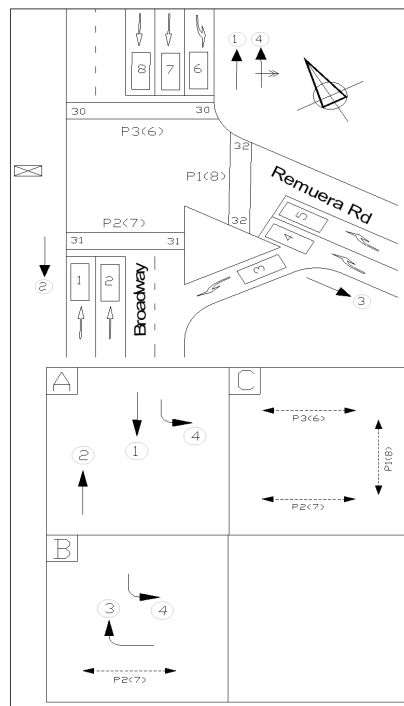 1 4
8 7 6
30 30
P3(6)
32
P1(8)
Remuera Rd
P2(7)
32
5
4
31 31
3
2
1 2
Broadway
3
A
C
4
2
1
P3(6)
P1(8)
P2(7)
B
3
4
P2(7)